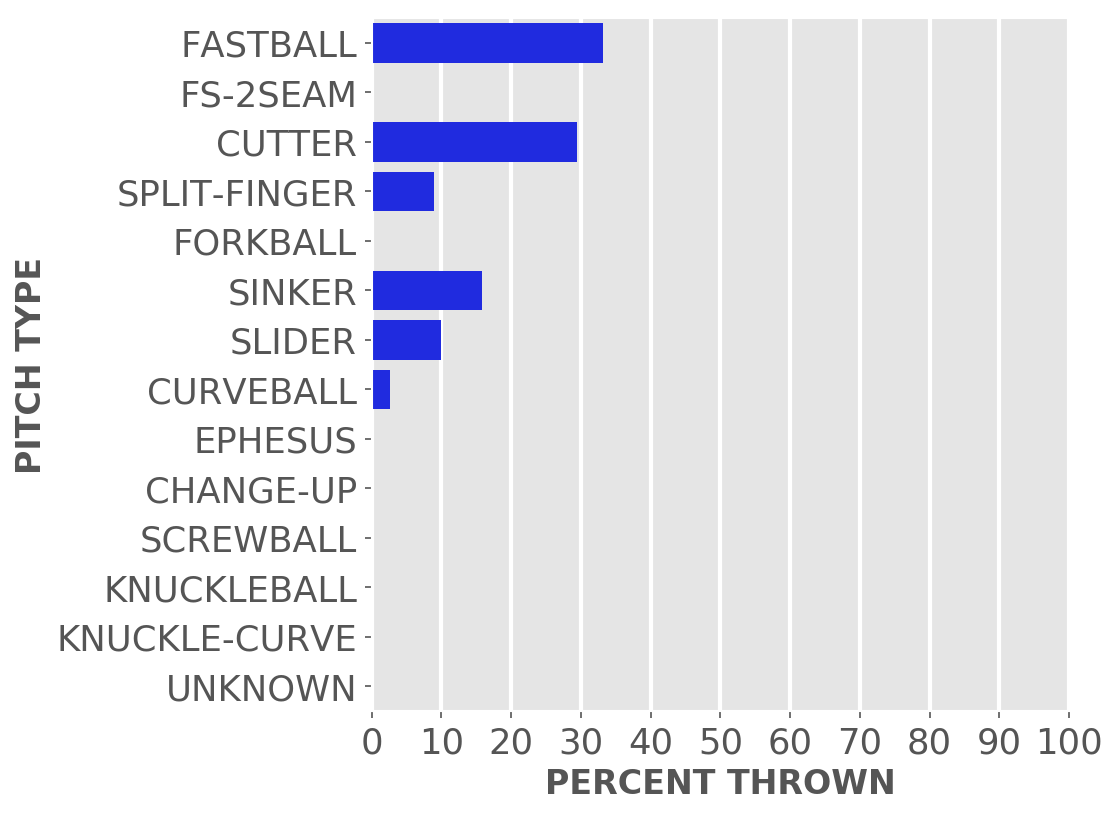 FASTBALL
FS-2SEAM
CUTTER
SPLIT-FINGER
FORKBALL
SINKER
SLIDER
CURVEBALL
EPHESUS
CHANGE-UP
SCREWBALL
KNUCKLEBALL
KNUCKLE-CURVE
UNKNOWN
PITCH TYPE
0 10 20 30 40 50 60 70 80 90 100
PERCENT THROWN